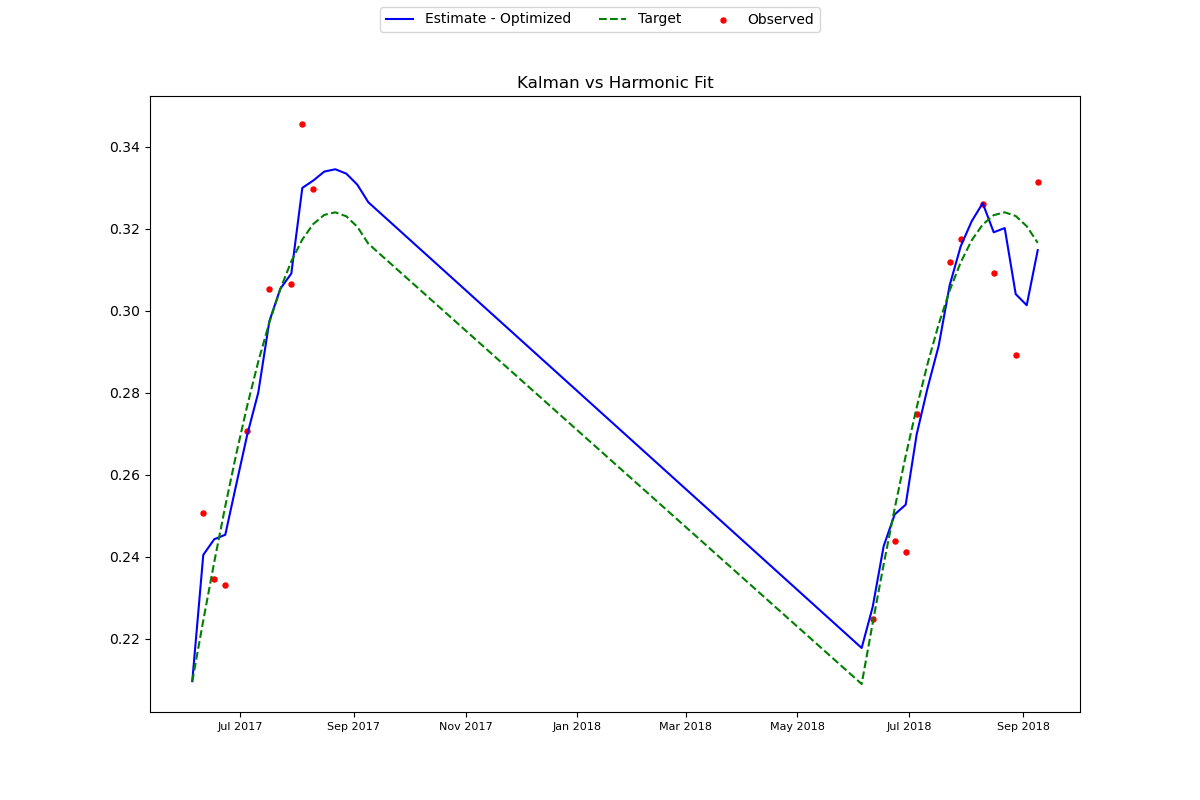 Estimate - Optimized Target Observed
Kalman vs Harmonic Fit
0.34
0.32
0.30
0.28
0.26
0.24
0.22
Jul 2017 Sep 2017 Nov 2017 Jan 2018 Mar 2018 May 2018 Jul 2018 Sep 2018